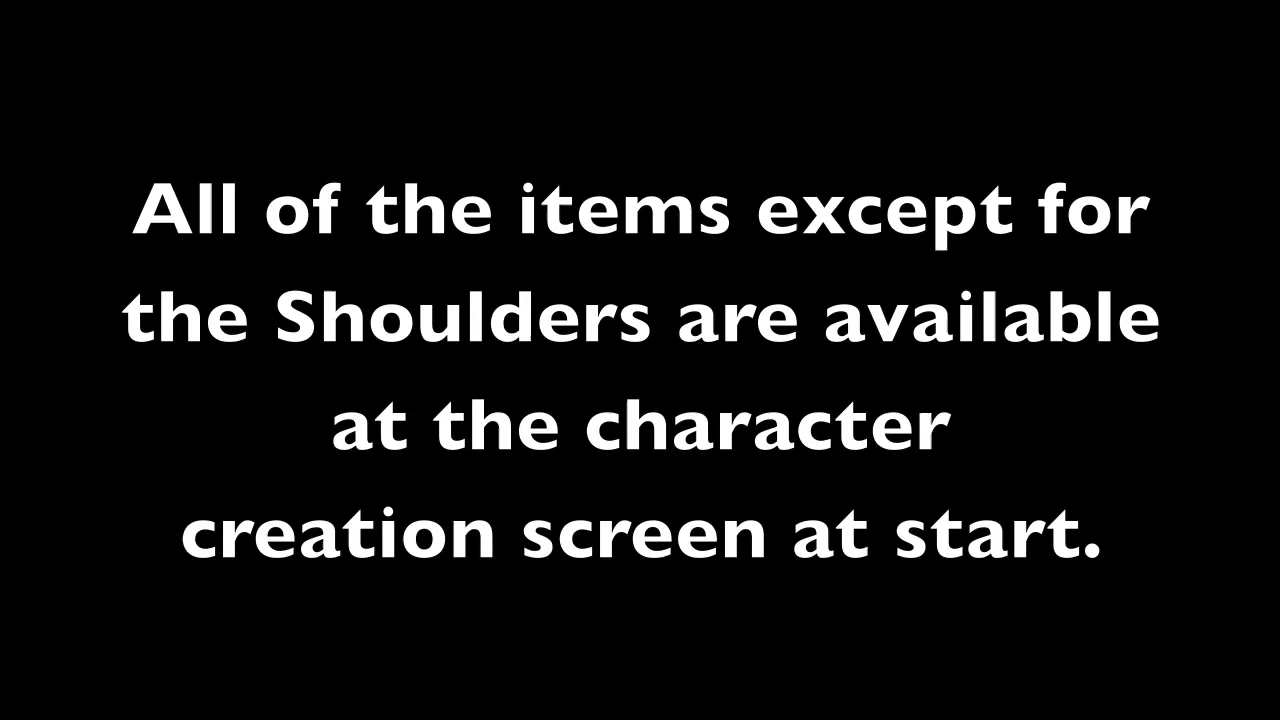 All of the items except for
the Shoulders are available
at the character
creation screen at start.